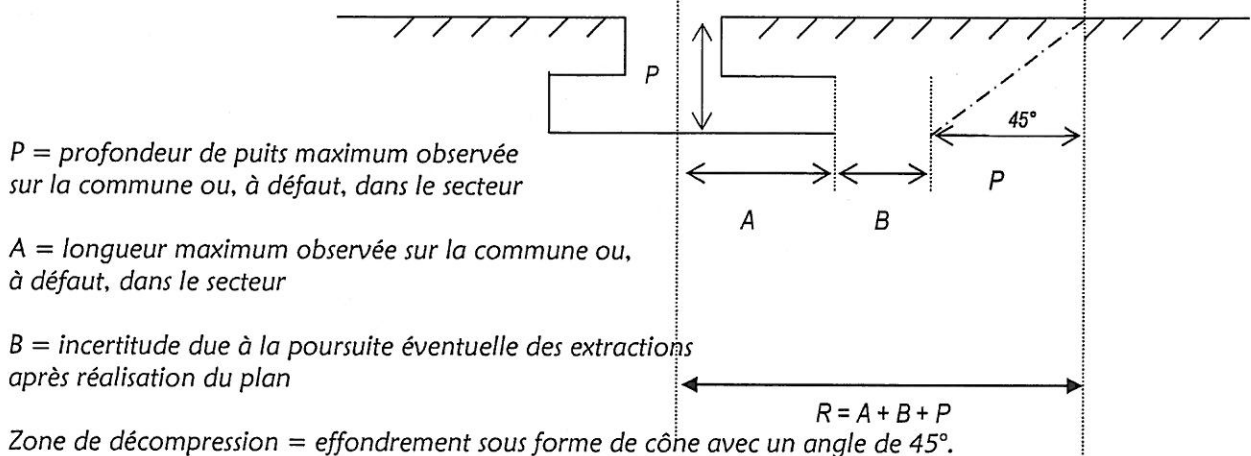 P
45°
P = profondeur de puits maximum observée
sur la commune ou, à défaut, dans le secteur
P
A
B
A = longueur maximum observée sur la commune ou,
à défaut, dans le secteur
B = incertitude due à la poursuite éventuelle des extractions
après réalisation du plan
R = A + B + P
Zone de décompression = effondrement sous forme de cône avec un angle de 45°.